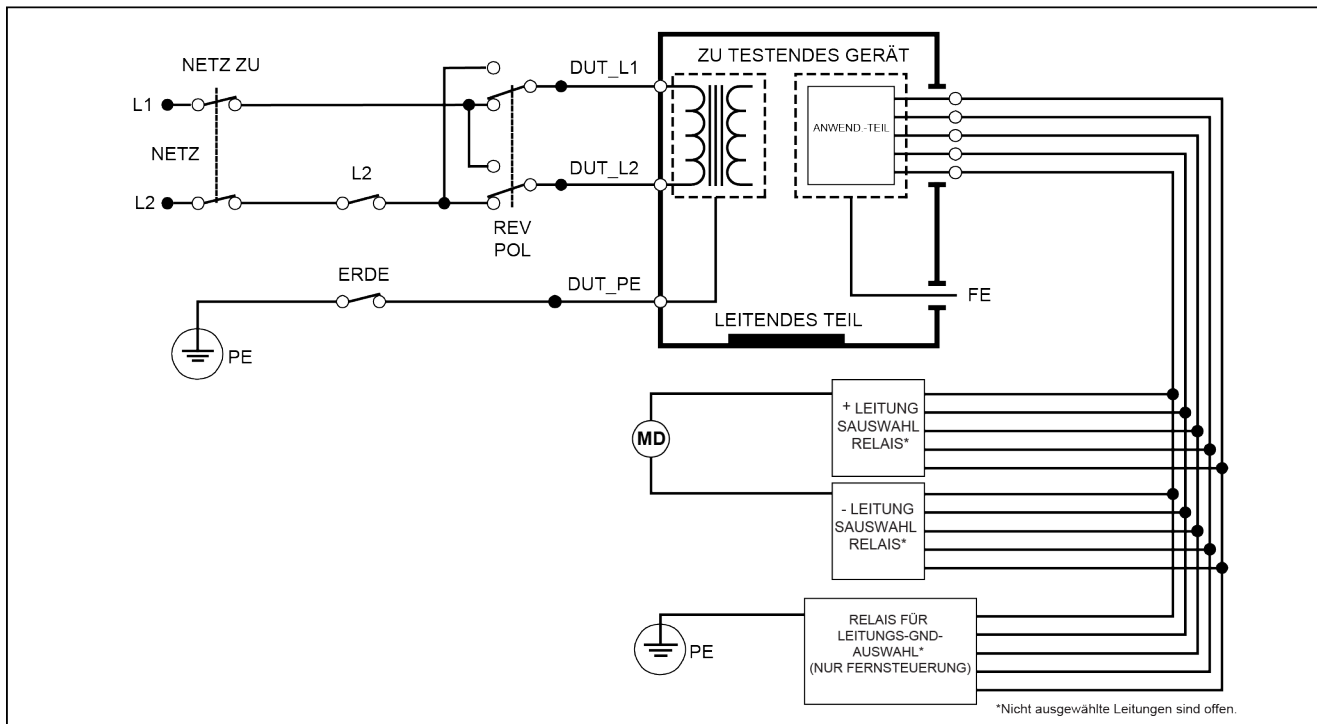 ZU TESTENDES GERÄT
NETZ ZU
DUT_L1
L1
ANWEND.-TEIL
NETZ
L2
DUT_L2
L2
REV
POL
ERDE
DUT_PE
FE
LEITENDES TEIL
PE
+ LEITUNG
SAUSWAHL
RELAIS*
MD
- LEITUNG
SAUSWAHL
RELAIS*
RELAIS FÜR
LEITUNGS-GND-
AUSWAHL*
(NUR FERNSTEUERUNG)
PE
*Nicht ausgewählte Leitungen sind offen.